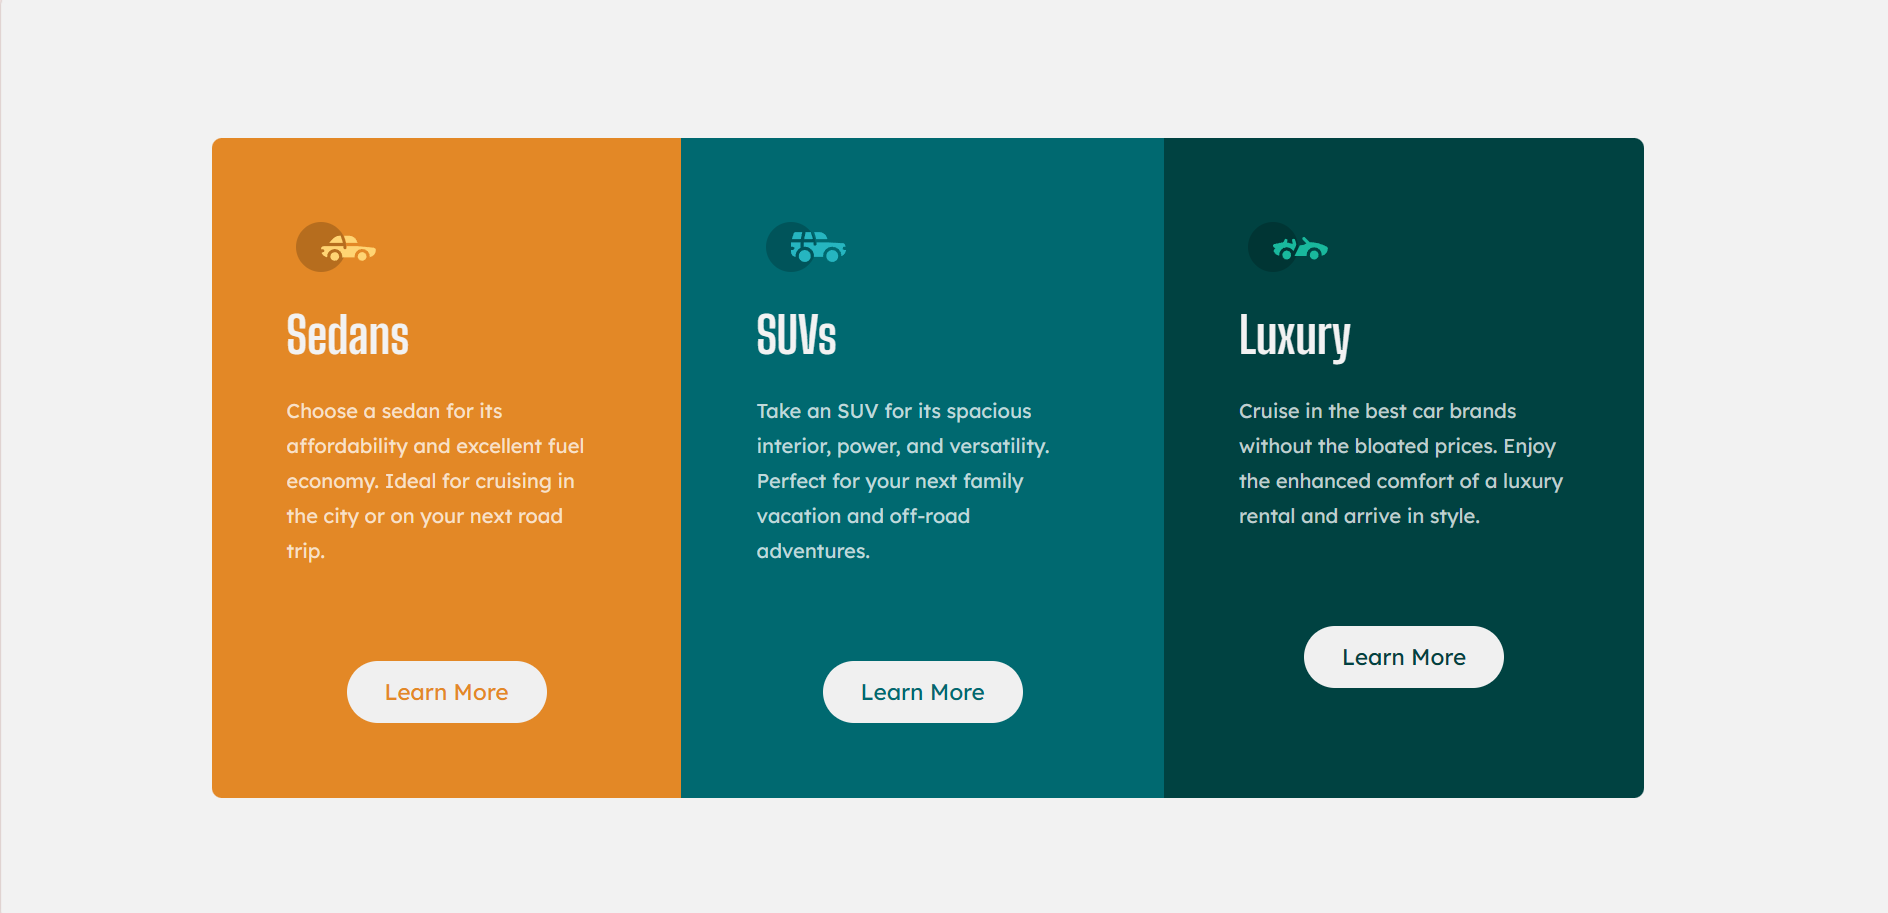 Sedans
Choose a sedan for its
affordability and excellent fuel
economy. Ideal for cruising in
the city or on your next road
trip.
Learn More
SUVs
Take an SUV for its spacious
interior, power, and versatility.
Perfect for your next family
vacation and off-road
adventures.
Learn More
Luxury
Cruise in the best car brands
without the bloated prices. Enjoy
the enhanced comfort of a luxury
rental and arrive in style.
Learn More